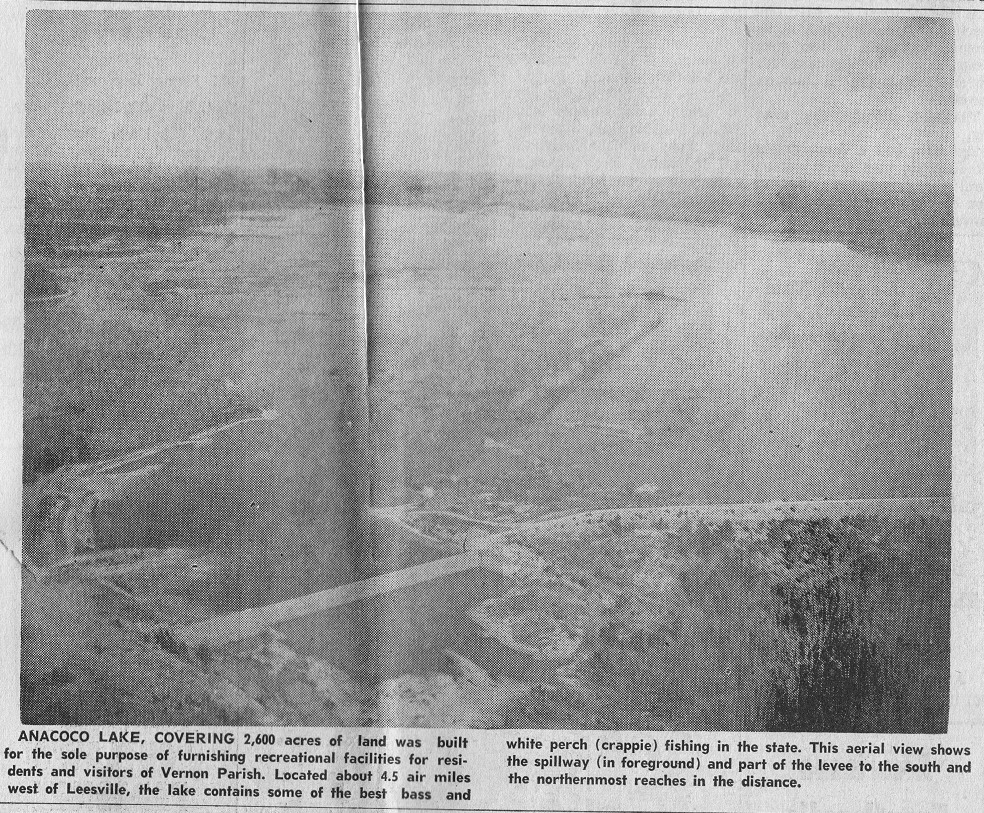 ANACOCO LAKE, COVERING 2,600 acres of land was built
for the sole purpose of furnishing recreational facilities for resi-
dents and visitors of Vernon Parish. Located about 4.5 air miles
west of Leesville, the lake contains some of the best bass and
white perch (crappie) fishing in the state. This aerial view shows
the spillway (in foreground) and part of the levee to the south and
the northernmost reaches in the distance.